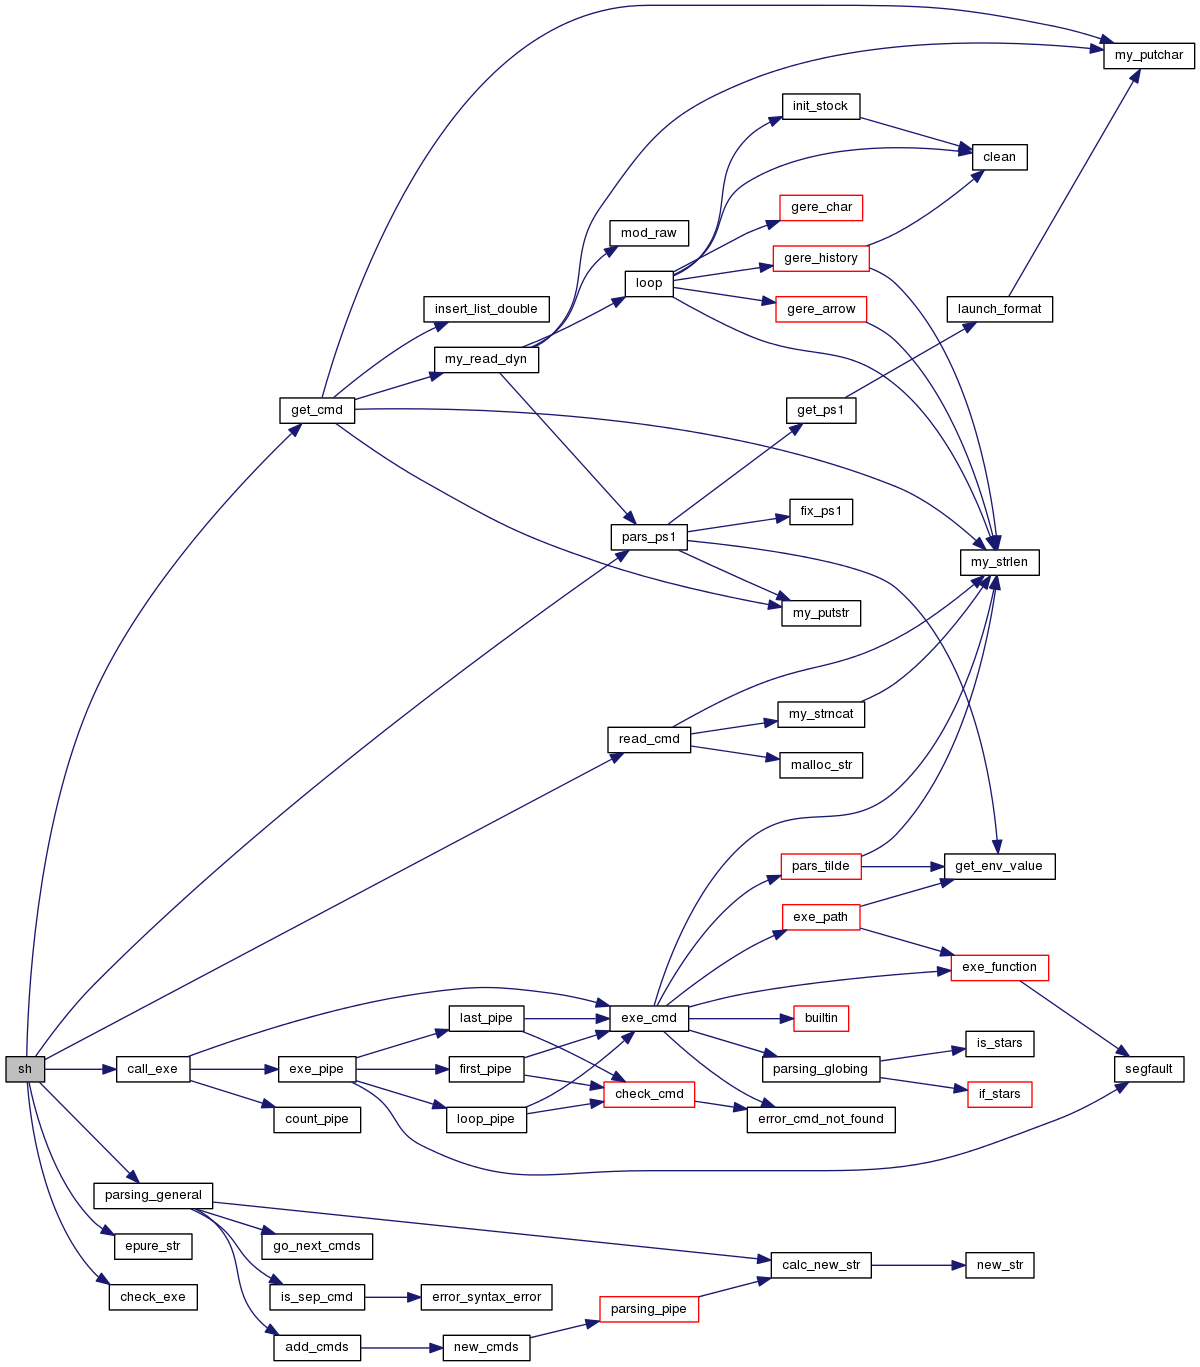 my_putchar
init_stock
clean
gere_char
mod_raw
gere_history
loop
insert_list_double
gere_arrow
launch_format
my_read_dyn
get_cmd
get_ps1
fix_ps1
pars_ps1
my_strlen
my_putstr
my_strncat
read_cmd
malloc_str
pars_tilde
get_env_value
exe_path
exe_function
last_pipe
exe_cmd
builtin
is_stars
sh
call_exe
exe_pipe
first_pipe
parsing_globing
segfault
check_cmd
if_stars
count_pipe
loop_pipe
error_cmd_not_found
parsing_general
epure_str
go_next_cmds
calc_new_str
new_str
check_exe
is_sep_cmd
error_syntax_error
parsing_pipe
add_cmds
new_cmds